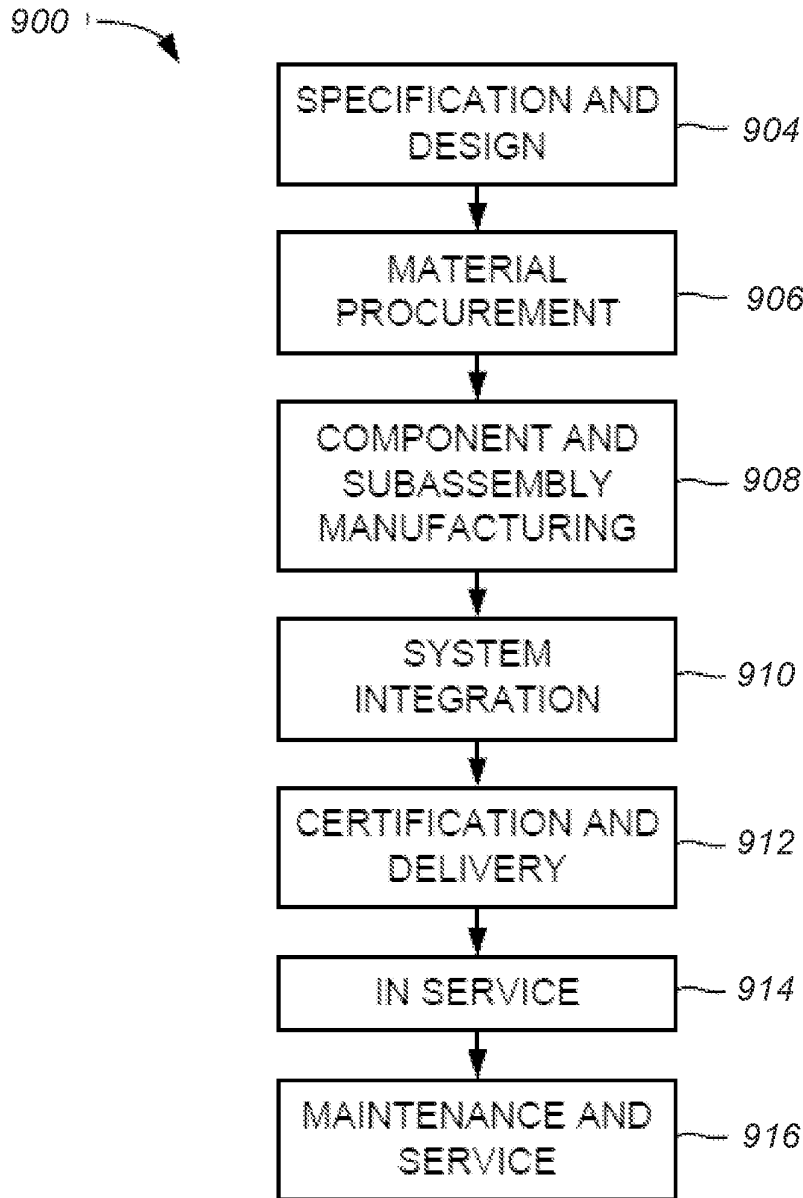 900
SPECIFICATION AND
DESIGN
904
MATERIAL
PROCUREMENT
906
COMPONENT AND
SUBASSEMBLY
MANUFACTURING
908
SYSTEM
INTEGRATION
910
CERTIFICATION AND
DELIVERY
912
IN SERVICE
914
MAINTENANCE AND
SERVICE
916